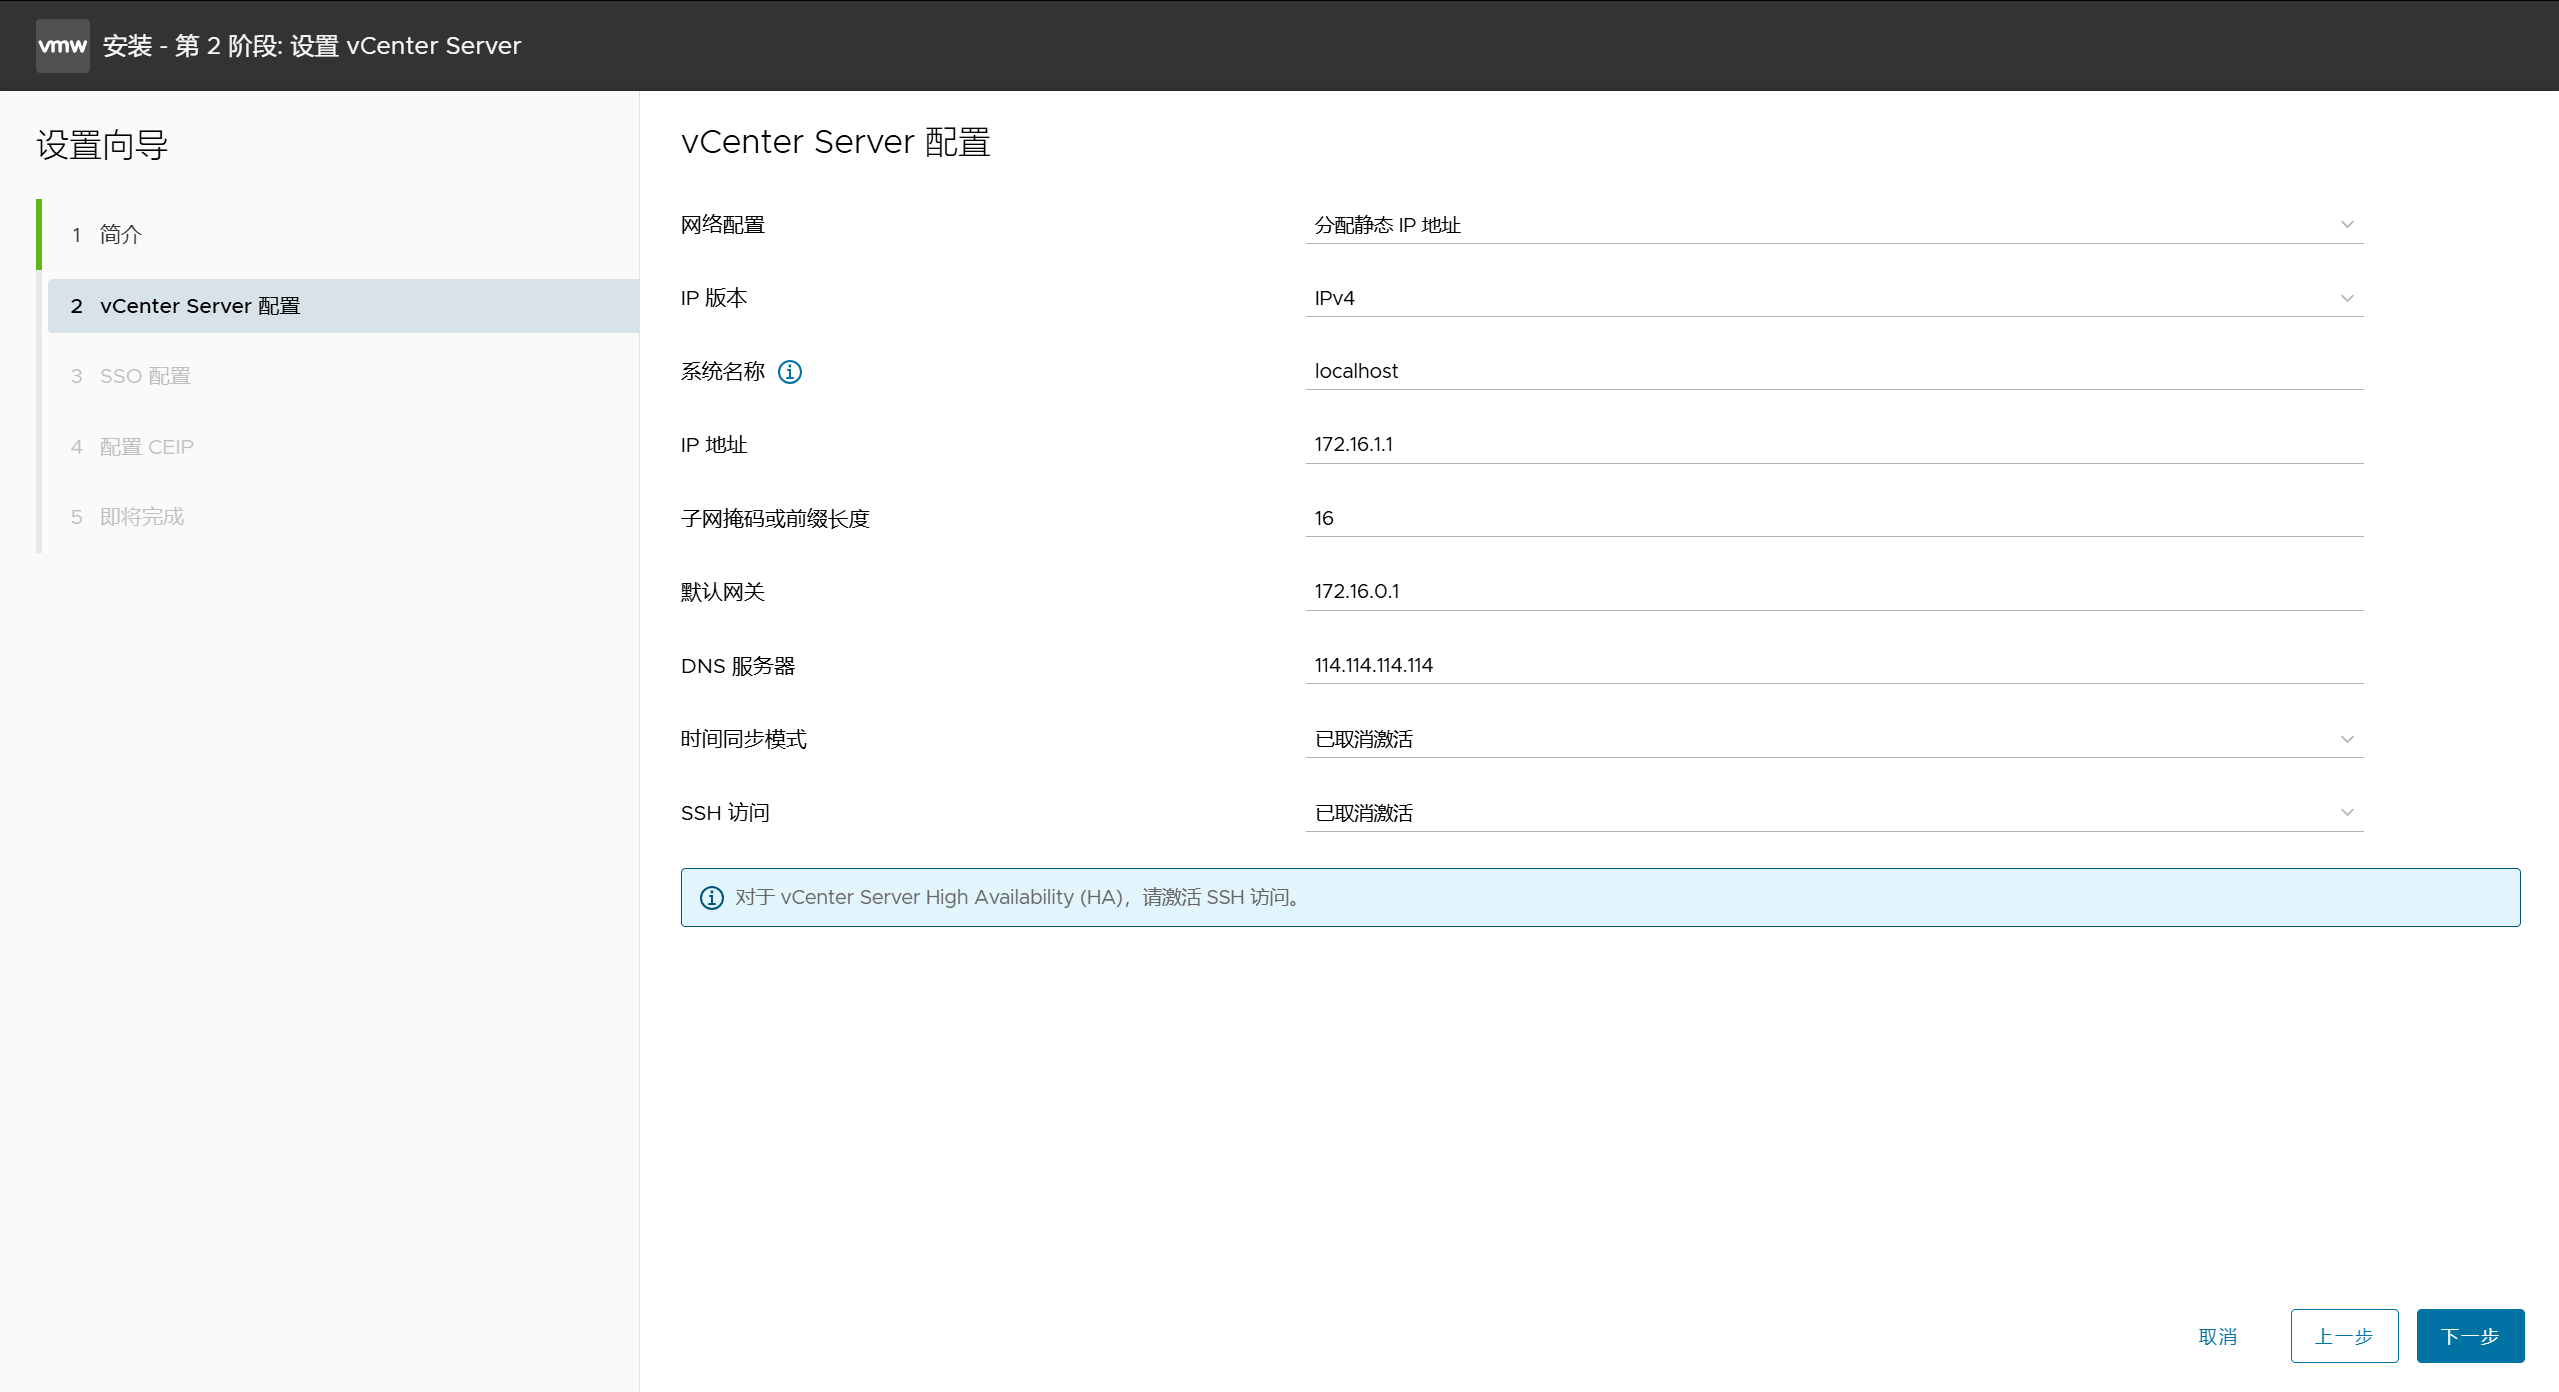 vmw 安装 - 第 2 阶段: 设置 vCenter Server
设置向导
1 简介
2 vCenter Server 配置
3 SSO 配置
4 配置 CEIP
5 即将完成
vCenter Server 配置
网络配置 分配静态 IP 地址
IP 版本 IPv4
系统名称 localhost
IP 地址 172.16.1.1
子网掩码或前缀长度 16
默认网关 172.16.0.1
DNS 服务器 114.114.114.114
时间同步模式 已取消激活
SSH 访问 已取消激活
对于 vCenter Server High Availability (HA)，请激活 SSH 访问。
取消 上一步 下一步